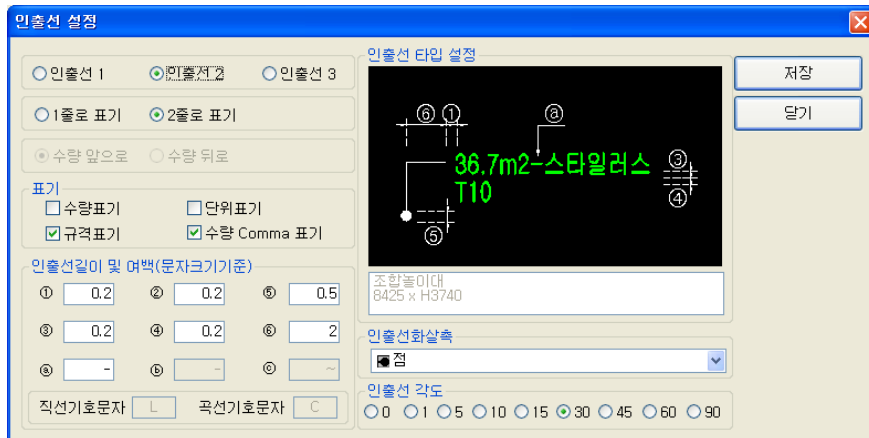 인출선 설정
인출선 1 인출선 2 인출선 3
1줄로 표기 2줄로 표기
수량 앞으로 수량 뒤로
표기
수량표기 단위표기
규격표기 수량 Comma 표기
인출선길이 및 여백(문자크기기준)
① 0.2 ② 0.2 ⑤ 0.5
③ 0.2 ④ 0.2 ⑥ 2
ⓐ - ⓑ - ⓒ ~
직선기호문자 L 곡선기호문자 C
인출선 타입 설정
⑥ ① ⓐ
36.7m2-스타일러스 ③
T10 ④
⑤
조합놀이대
8425 x H3740
인출선화살촉
점
인출선 각도
0 1 5 10 15 30 45 60 90
저장
닫기